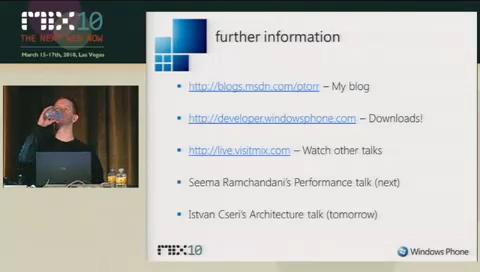 MIX10
THE NEXT WEB NOW
March 15-17th, 2010, Las Vegas
further information
http://blogs.msdn.com/ptorr – My blog
http://developer.windowsphone.com – Downloads!
http://live.visitmix.com – Watch other talks
Seema Ramchandani's Performance talk (next)
Istvan Cseri's Architecture talk (tomorrow)
MIX10
Windows Phone